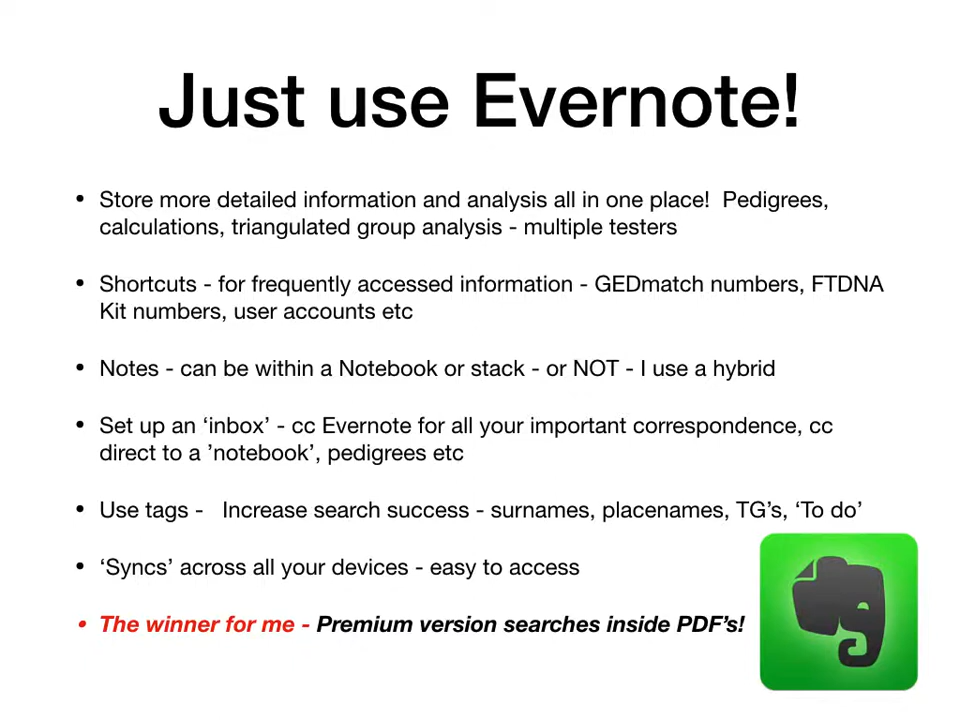 Just use Evernote!
• Store more detailed information and analysis all in one place!  Pedigrees,
calculations, triangulated group analysis - multiple testers
• Shortcuts - for frequently accessed information - GEDmatch numbers, FTDNA
Kit numbers, user accounts etc
• Notes - can be within a Notebook or stack - or NOT - I use a hybrid
• Set up an ‘inbox’ - cc Evernote for all your important correspondence, cc
direct to a ’notebook’, pedigrees etc
• Use tags -   Increase search success - surnames, placenames, TG’s, ‘To do’
• ‘Syncs’ across all your devices - easy to access
• The winner for me - Premium version searches inside PDF’s!